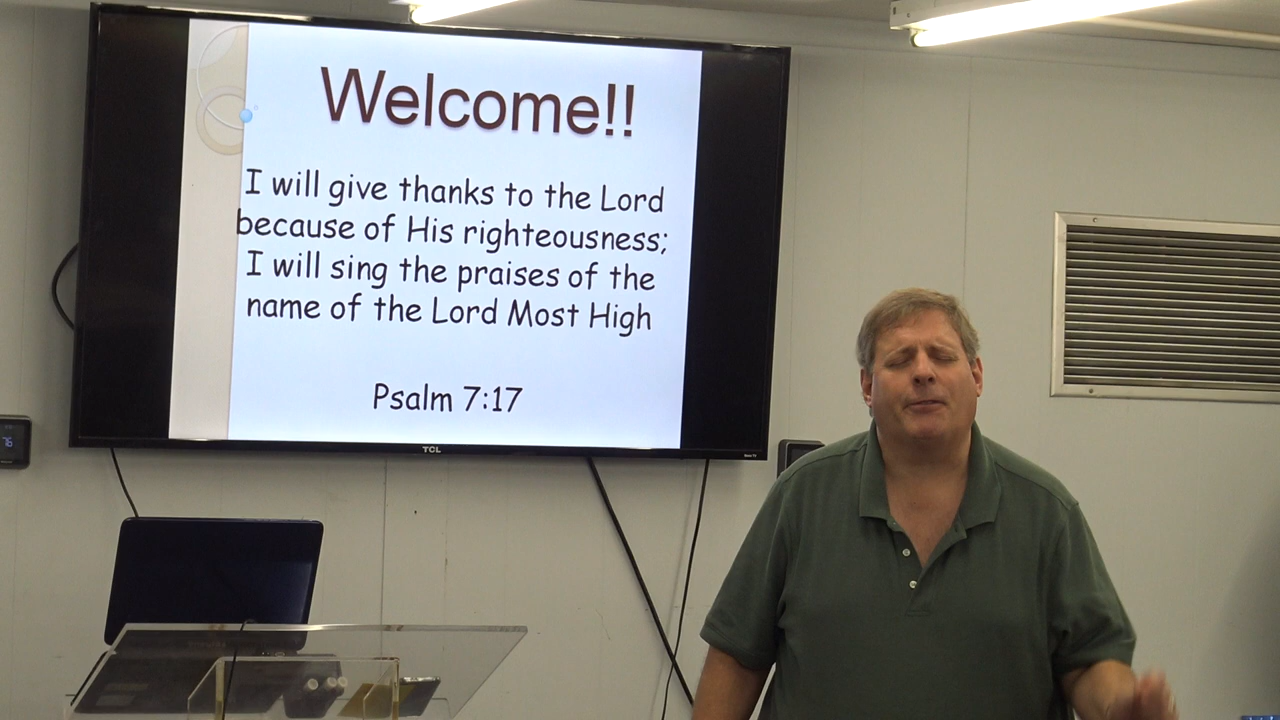 Welcome!!
I will give thanks to the Lord
because of His righteousness;
I will sing the praises of the
name of the Lord Most High
Psalm 7:17
TCL
76